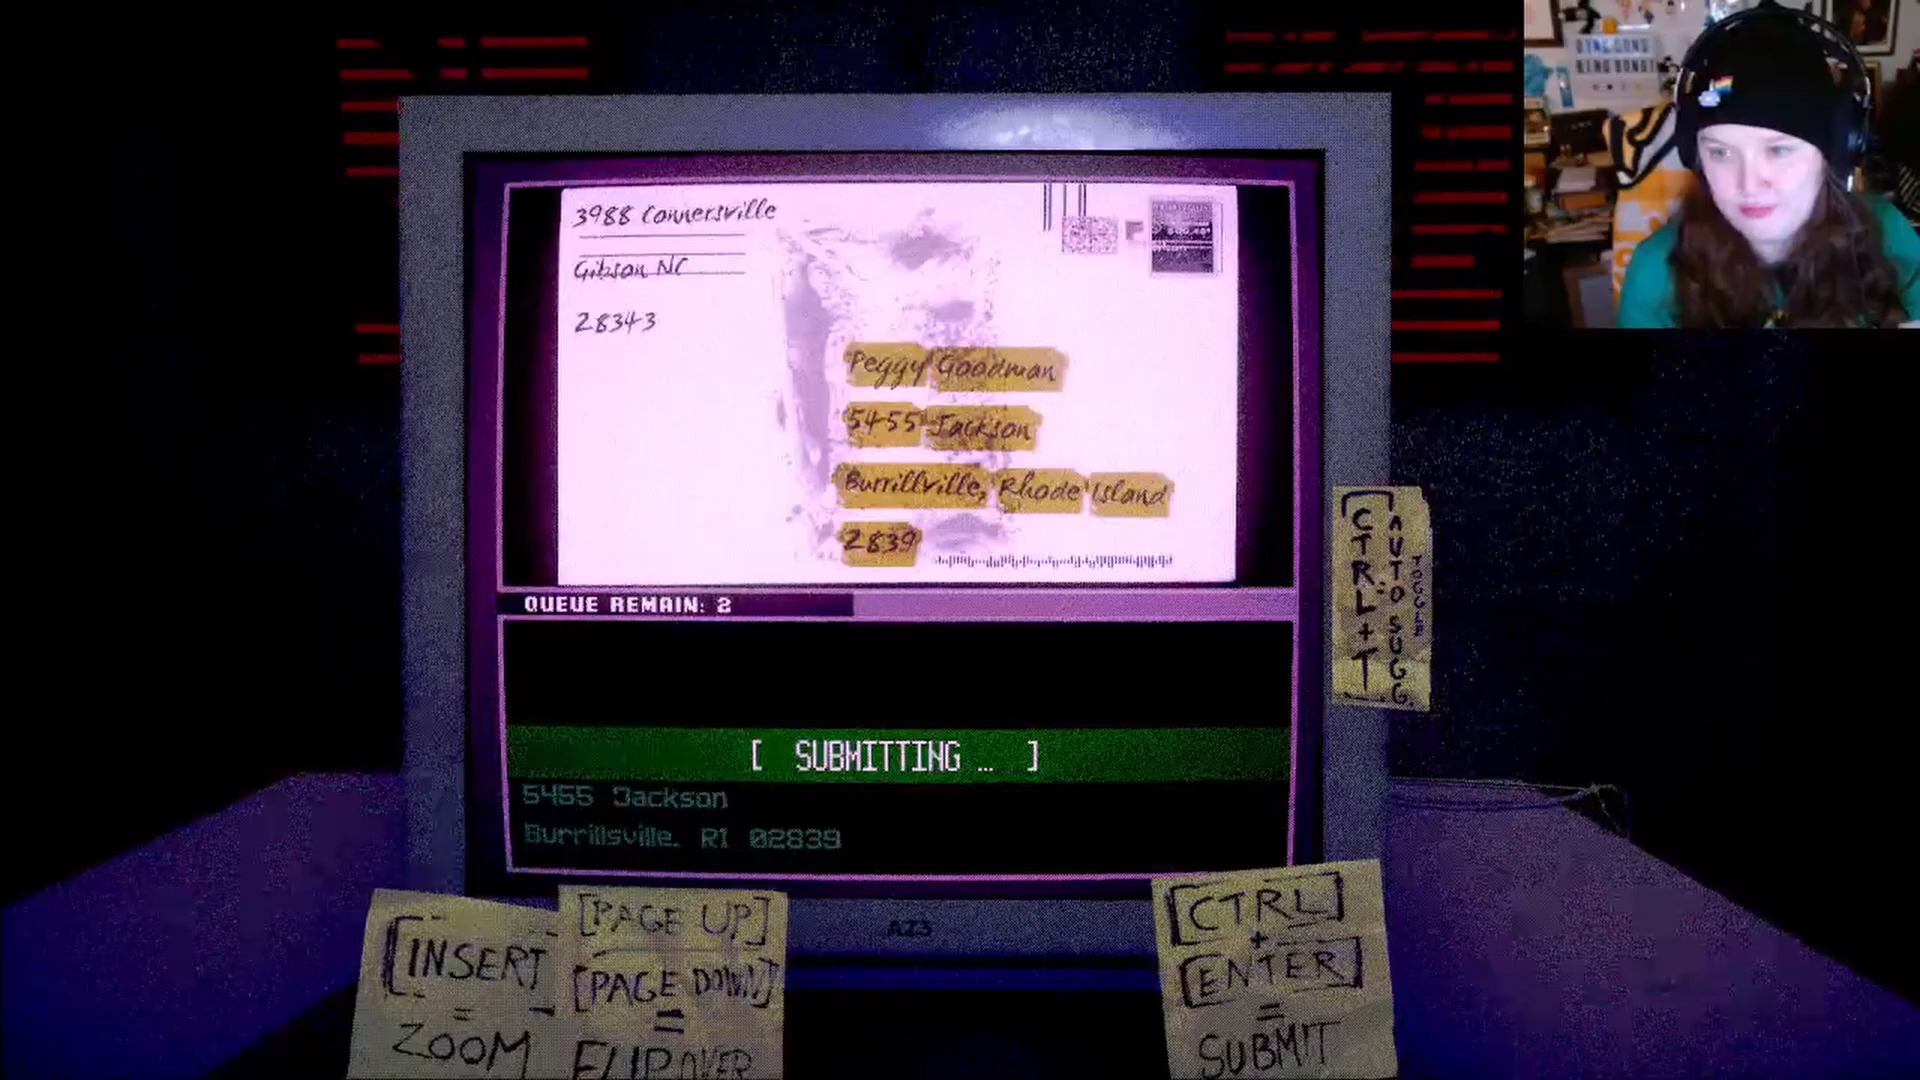 3988 Connersville
Gibson NC
28343
Peggy Goodman
5455 Jackson
Burrillville, Rhode Island
2839
QUEUE REMAIN: 2
[ SUBMITTING ... ]
5455 Jackson
Burrillsville. RI 02839
[CTRL+T]
AUTO SUGG.
TOGGLE
[INSERT]
=
ZOOM
[PAGE UP]
[PAGE DOWN]
=
FLIP OVER
AZ3
[CTRL]
+
[ENTER]
=
SUBMIT